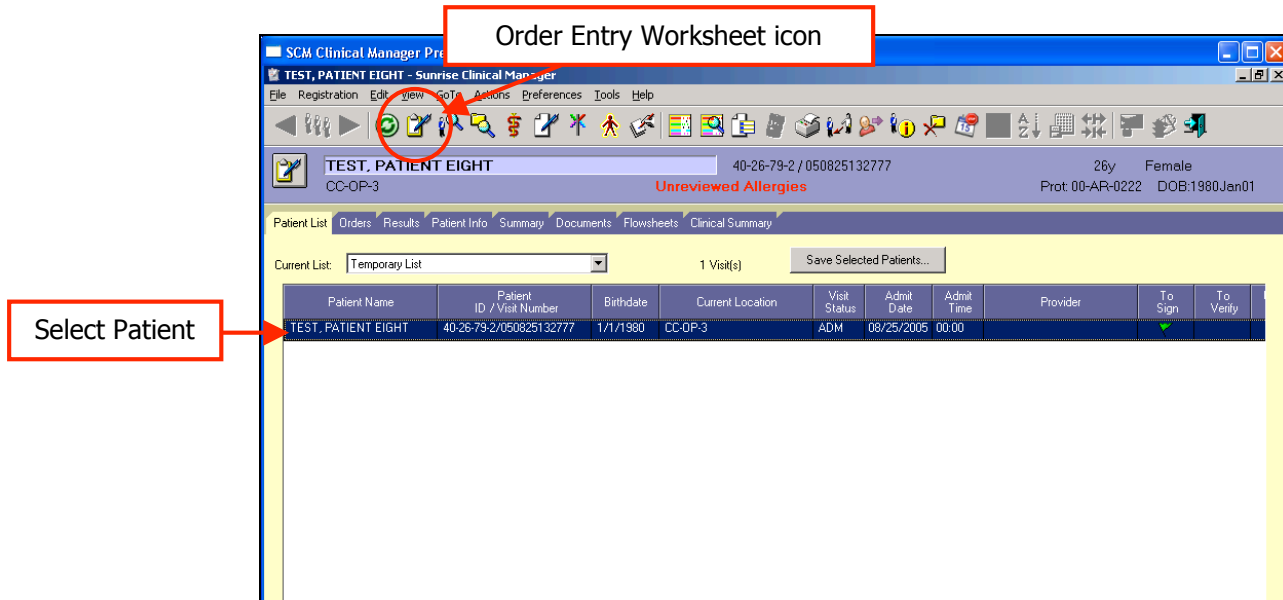 Order Entry Worksheet icon
SCM Clinical Manager Pr
TEST, PATIENT EIGHT - Sunrise Clinical Manager
File Registration Edit View GoTo Actions Preferences Tools Help
TEST, PATIENT EIGHT 40-26-79-2 / 050825132777 26y Female
CC-OP-3 Unreviewed Allergies Prot: 00-AR-0222 DOB:1980Jan01
Patient List Orders Results Patient Info Summary Documents Flowsheets Clinical Summary
Current List: Temporary List 1 Visit(s) Save Selected Patients...
Patient Name Patient ID / Visit Number Birthdate Current Location Visit Status Admit Date Admit Time Provider To Sign To Verify
TEST, PATIENT EIGHT 40-26-79-2/050825132777 1/1/1980 CC-OP-3 ADM 08/25/2005 00:00
Select Patient